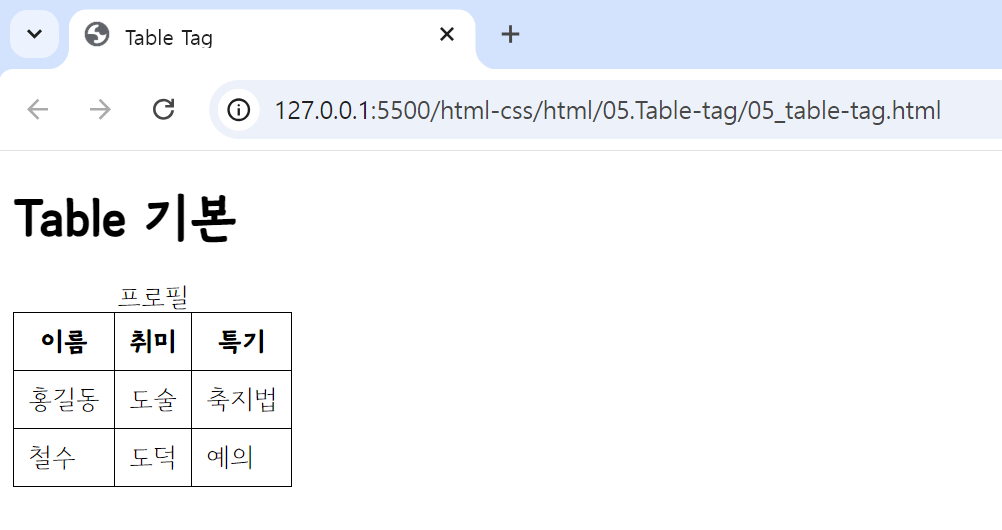 Table Tag
127.0.0.1:5500/html-css/html/05.Table-tag/05_table-tag.html
Table 기본
프로필
이름 취미 특기
홍길동 도술 축지법
철수 도덕 예의